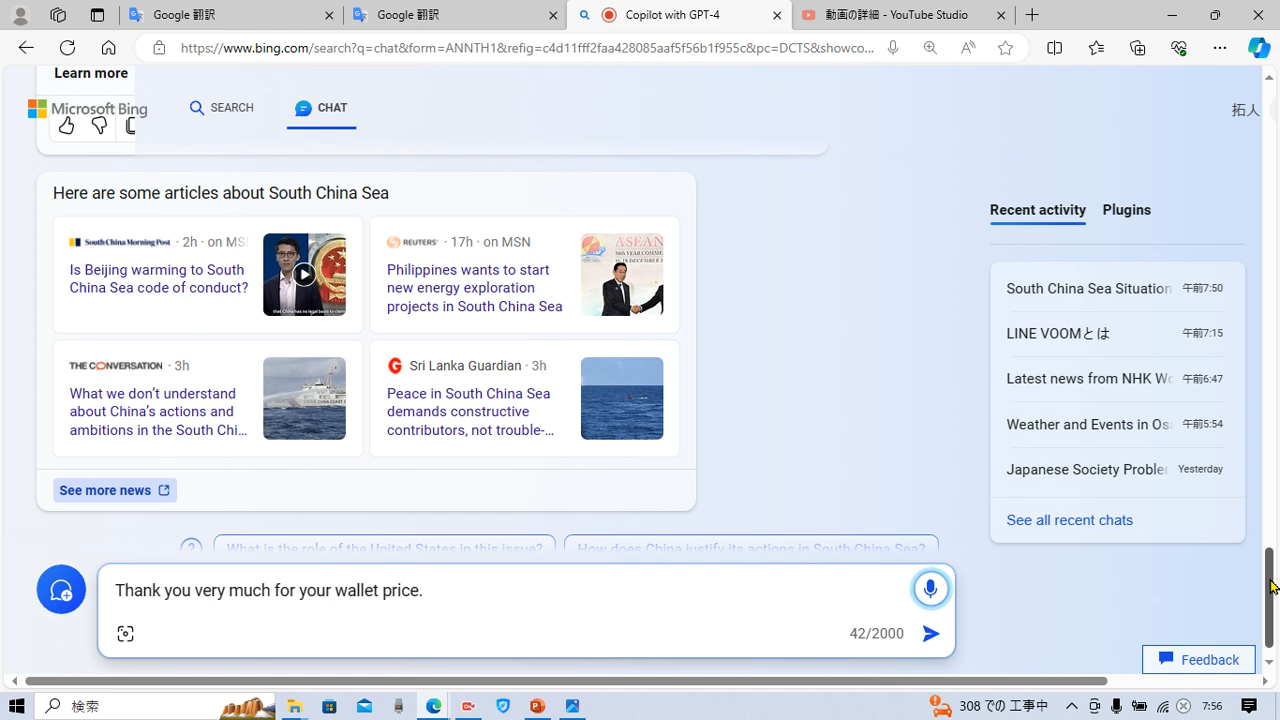 Google 翻訳
Google 翻訳
Copilot with GPT-4
動画の詳細 - YouTube Studio
https://www.bing.com/search?q=chat&form=ANNTH1&refig=c4d11fff2faa428085aaf5f56b1f955c&pc=DCTS&showco...
Learn more
Microsoft Bing
SEARCH
CHAT
拓人
Here are some articles about South China Sea
South China Morning Post · 2h · on MS
Is Beijing warming to South
China Sea code of conduct?
REUTERS · 17h · on MSN
Philippines wants to start
new energy exploration
projects in South China Sea
THE CONVERSATION · 3h
What we don't understand
about China's actions and
ambitions in the South Chi...
Sri Lanka Guardian · 3h
Peace in South China Sea
demands constructive
contributors, not trouble-...
See more news
What is the role of the United States in this issue?
How does China justify its actions in South China Sea?
Thank you very much for your wallet price.
42/2000
Recent activity
Plugins
South China Sea Situation 午前7:50
LINE VOOMとは 午前7:15
Latest news from NHK Wo 午前6:47
Weather and Events in Osa 午前5:54
Japanese Society Probler Yesterday
See all recent chats
Feedback
検索
308 での工事中
7:56